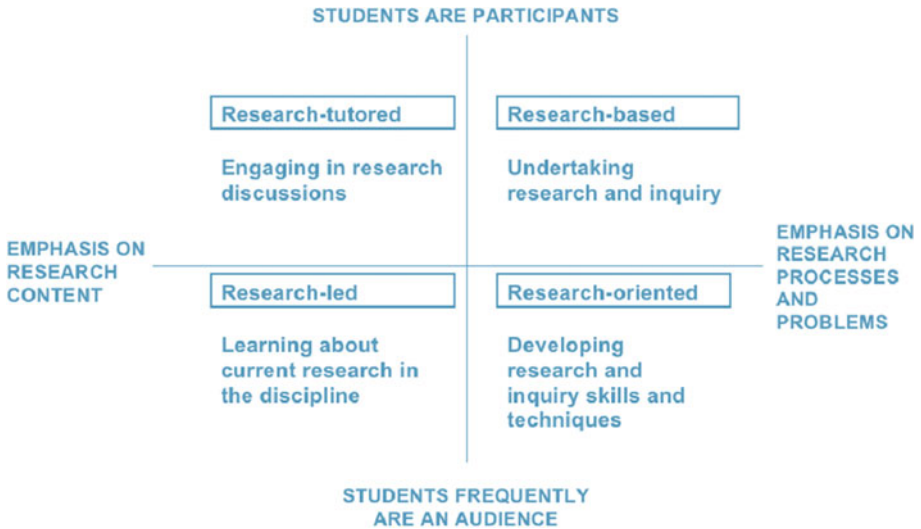 STUDENTS ARE PARTICIPANTS
Research-tutored
Engaging in research
discussions
Research-based
Undertaking
research and inquiry
EMPHASIS ON
RESEARCH
CONTENT
EMPHASIS ON
RESEARCH
PROCESSES
AND
PROBLEMS
Research-led
Learning about
current research in
the discipline
Research-oriented
Developing
research and
inquiry skills and
techniques
STUDENTS FREQUENTLY
ARE AN AUDIENCE